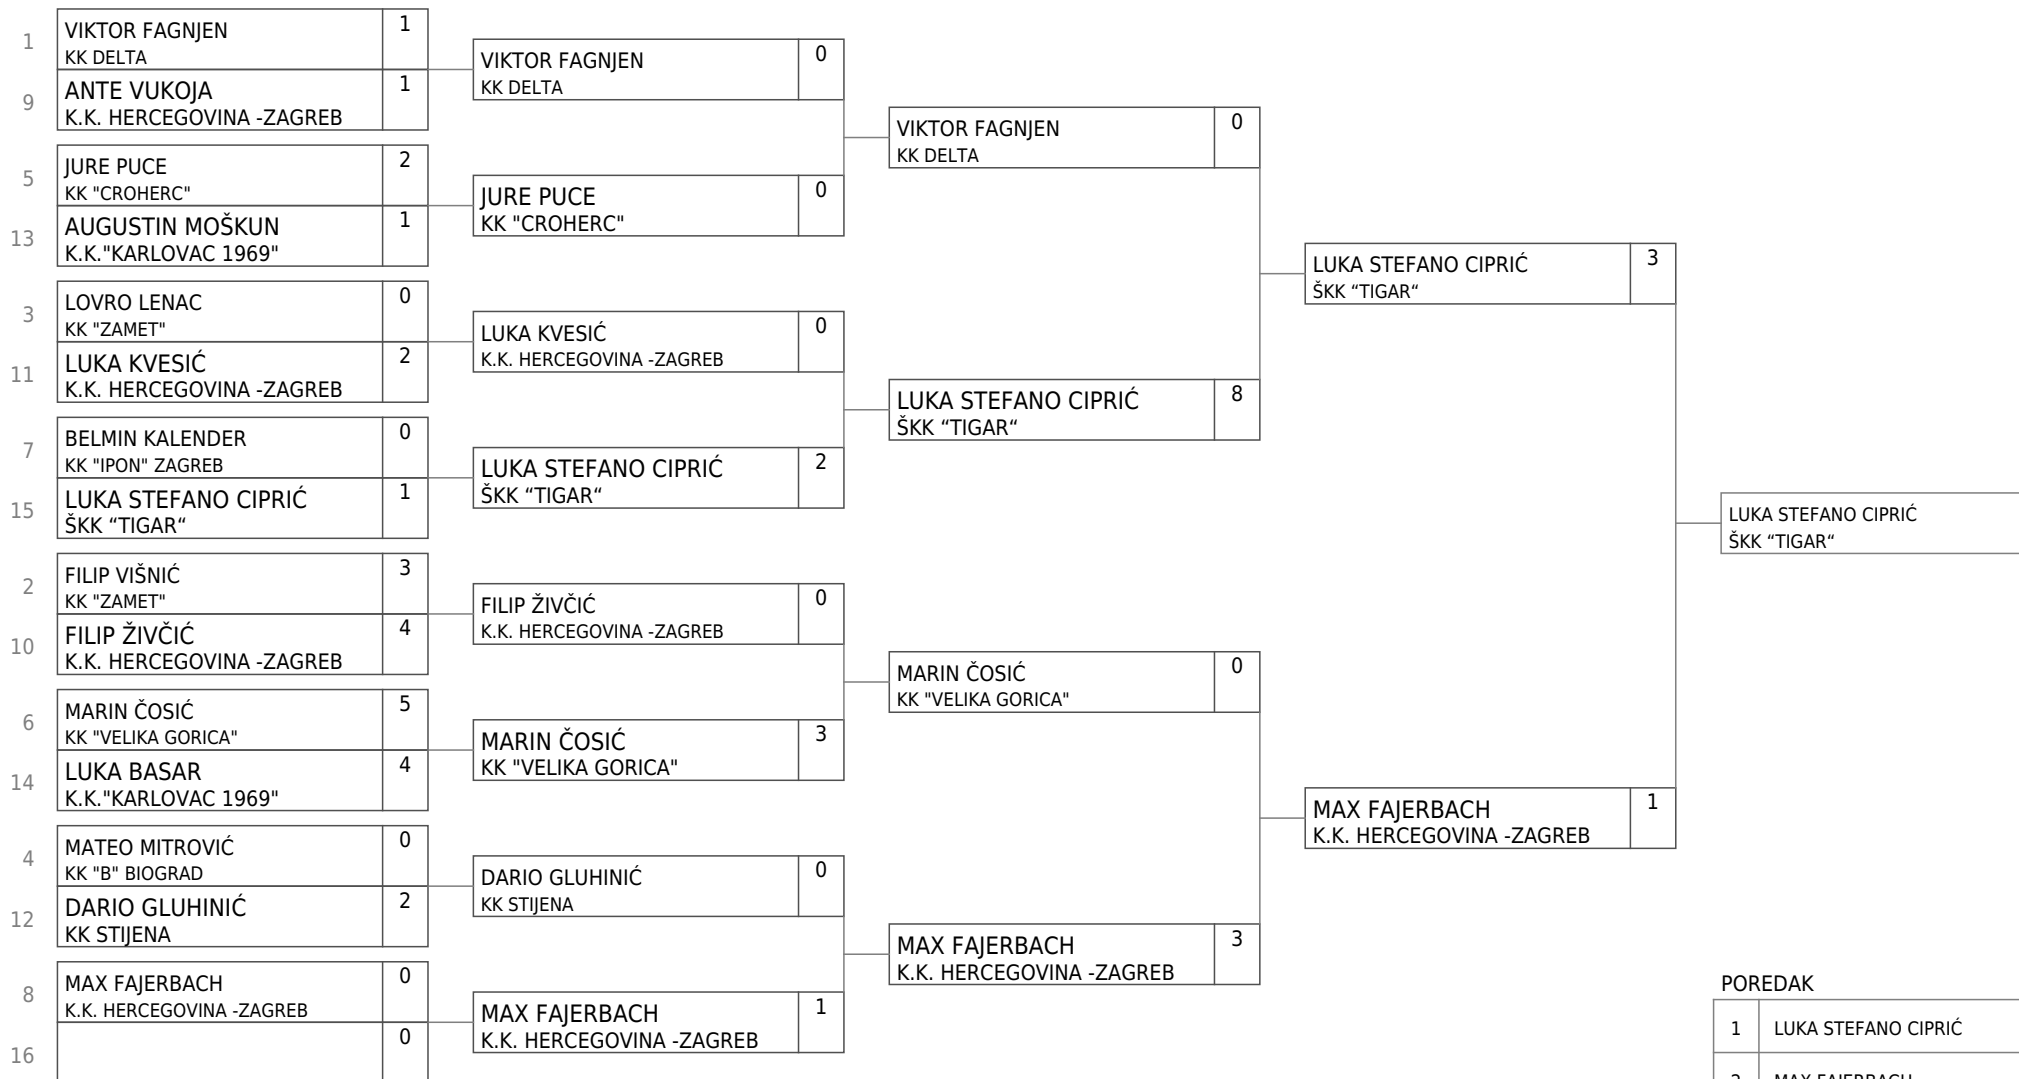 1
VIKTOR FAGNJEN
KK DELTA
1
9
ANTE VUKOJA
K.K. HERCEGOVINA -ZAGREB
1
5
JURE PUCE
KK "CROHERC"
2
13
AUGUSTIN MOŠKUN
K.K."KARLOVAC 1969"
1
3
LOVRO LENAC
KK "ZAMET"
0
11
LUKA KVESIĆ
K.K. HERCEGOVINA -ZAGREB
2
7
BELMIN KALENDER
KK "IPON" ZAGREB
0
15
LUKA STEFANO CIPRIĆ
ŠKK “TIGAR“
1
2
FILIP VIŠNIĆ
KK "ZAMET"
3
10
FILIP ŽIVČIĆ
K.K. HERCEGOVINA -ZAGREB
4
6
MARIN ČOSIĆ
KK "VELIKA GORICA"
5
14
LUKA BASAR
K.K."KARLOVAC 1969"
4
4
MATEO MITROVIĆ
KK "B" BIOGRAD
0
12
DARIO GLUHINIĆ
KK STIJENA
2
8
MAX FAJERBACH
K.K. HERCEGOVINA -ZAGREB
0
16
0
VIKTOR FAGNJEN
KK DELTA
0
JURE PUCE
KK "CROHERC"
0
LUKA KVESIĆ
K.K. HERCEGOVINA -ZAGREB
0
LUKA STEFANO CIPRIĆ
ŠKK “TIGAR“
2
FILIP ŽIVČIĆ
K.K. HERCEGOVINA -ZAGREB
0
MARIN ČOSIĆ
KK "VELIKA GORICA"
3
DARIO GLUHINIĆ
KK STIJENA
0
MAX FAJERBACH
K.K. HERCEGOVINA -ZAGREB
1
VIKTOR FAGNJEN
KK DELTA
0
LUKA STEFANO CIPRIĆ
ŠKK “TIGAR“
8
MARIN ČOSIĆ
KK "VELIKA GORICA"
0
MAX FAJERBACH
K.K. HERCEGOVINA -ZAGREB
3
LUKA STEFANO CIPRIĆ
ŠKK “TIGAR“
3
MAX FAJERBACH
K.K. HERCEGOVINA -ZAGREB
1
LUKA STEFANO CIPRIĆ
ŠKK “TIGAR“
POREDAK
1
LUKA STEFANO CIPRIĆ
2
MAX FAJERBACH